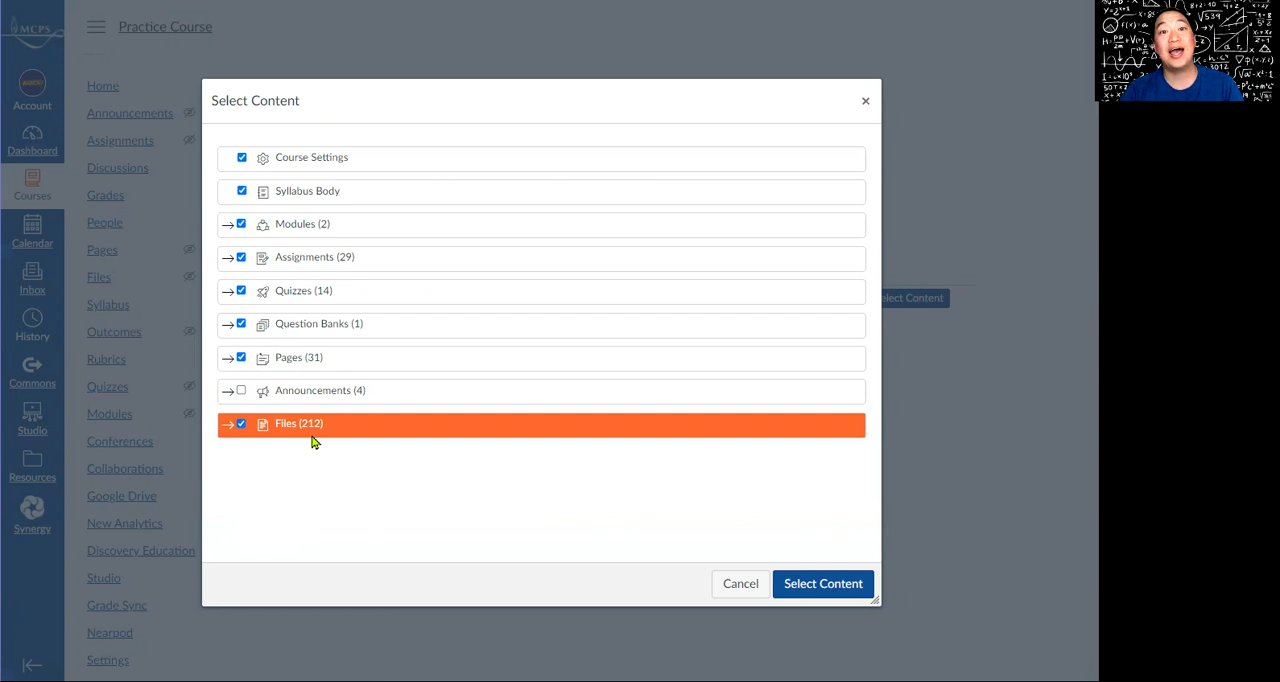 MCPS
Practice Course
Account
Dashboard
Courses
Calendar
Inbox
History
Commons
Studio
Resources
Synergy
Home
Announcements
Assignments
Discussions
Grades
People
Pages
Files
Syllabus
Outcomes
Rubrics
Quizzes
Modules
Conferences
Collaborations
Google Drive
New Analytics
Discovery Education
Studio
Grade Sync
Nearpod
Settings
Select Content
×
Course Settings
Syllabus Body
Modules (2)
Assignments (29)
Quizzes (14)
Question Banks (1)
Pages (31)
Announcements (4)
Files (212)
elect Content
Cancel
Select Content